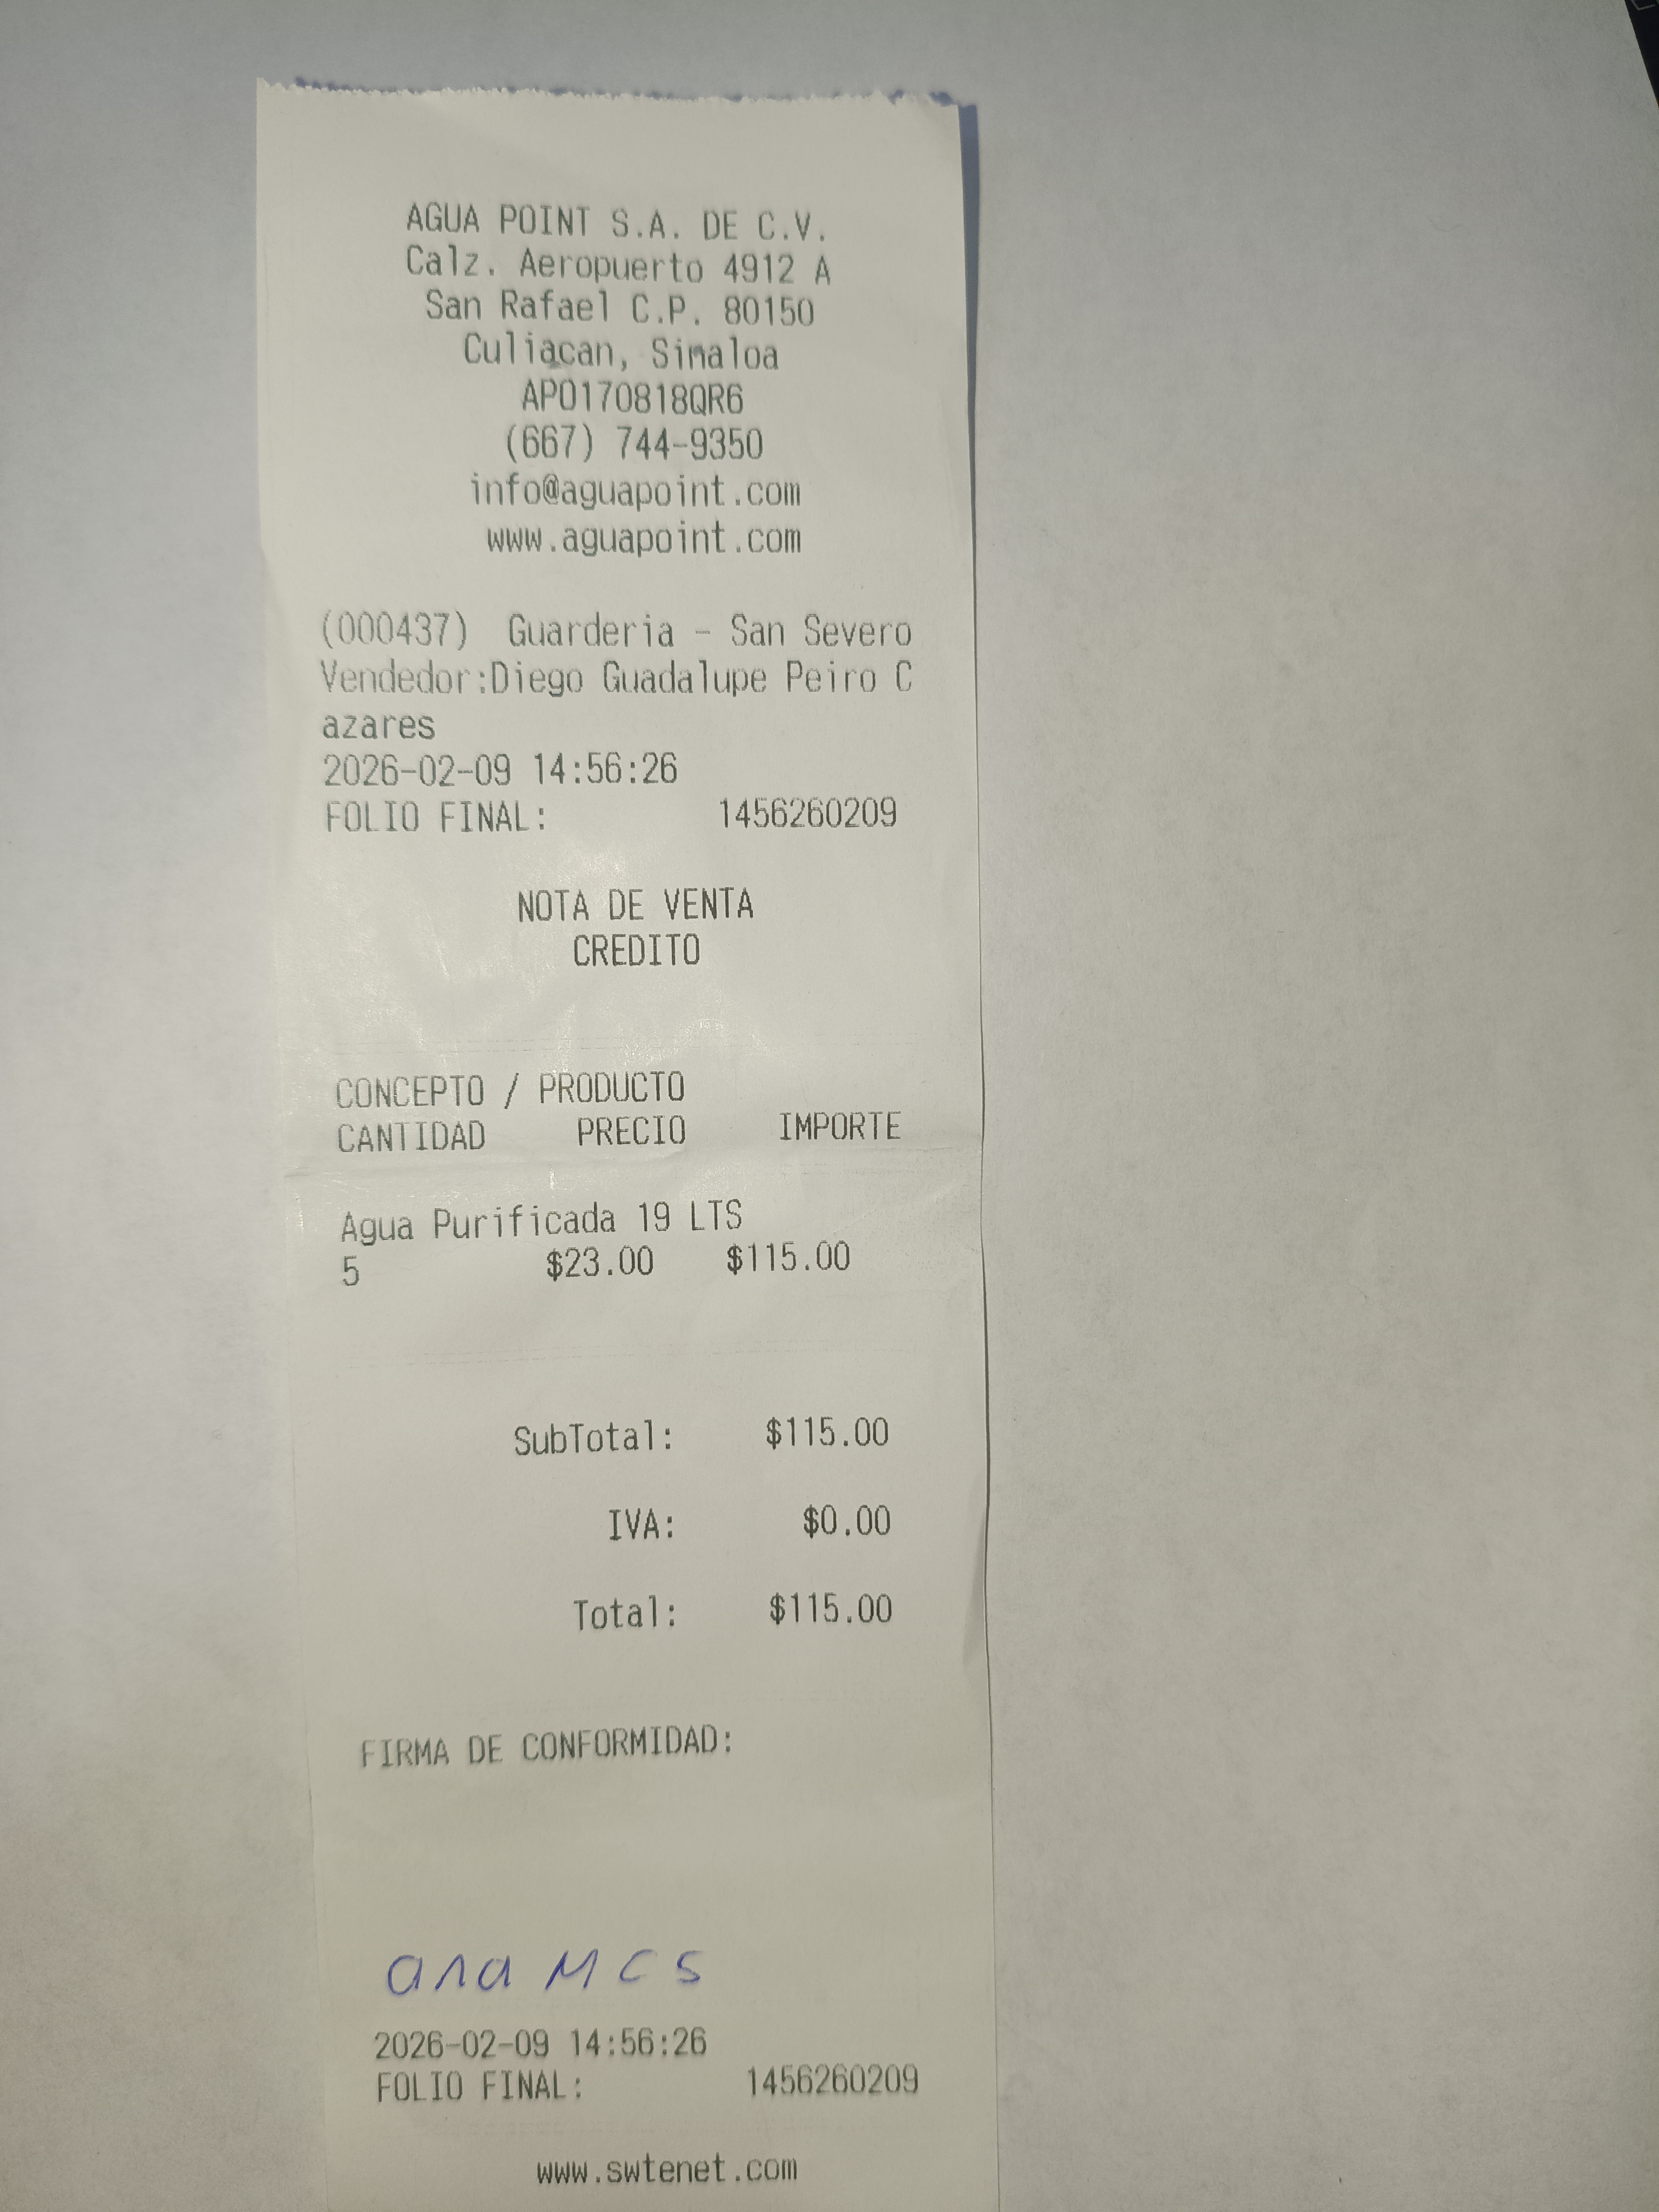 AGUA POINT S.A. DE C.V.
Calz. Aeropuerto 4912 A
San Rafael C.P. 80150
Culiacan, Sinaloa
APO170818QR6
(667) 744-9350
info@aguapoint.com
www.aguapoint.com
(000437) Guarderia - San Severo
Vendedor:Diego Guadalupe Peiro C
azares
2026-02-09 14:56:26
FOLIO FINAL: 1456260209
NOTA DE VENTA
CREDITO
CONCEPTO / PRODUCTO
CANTIDAD PRECIO IMPORTE
Agua Purificada 19 LTS
5 $23.00 $115.00
SubTotal: $115.00
IVA: $0.00
Total: $115.00
FIRMA DE CONFORMIDAD:
ana MCS
2026-02-09 14:56:26
FOLIO FINAL: 1456260209
www.swtenet.com